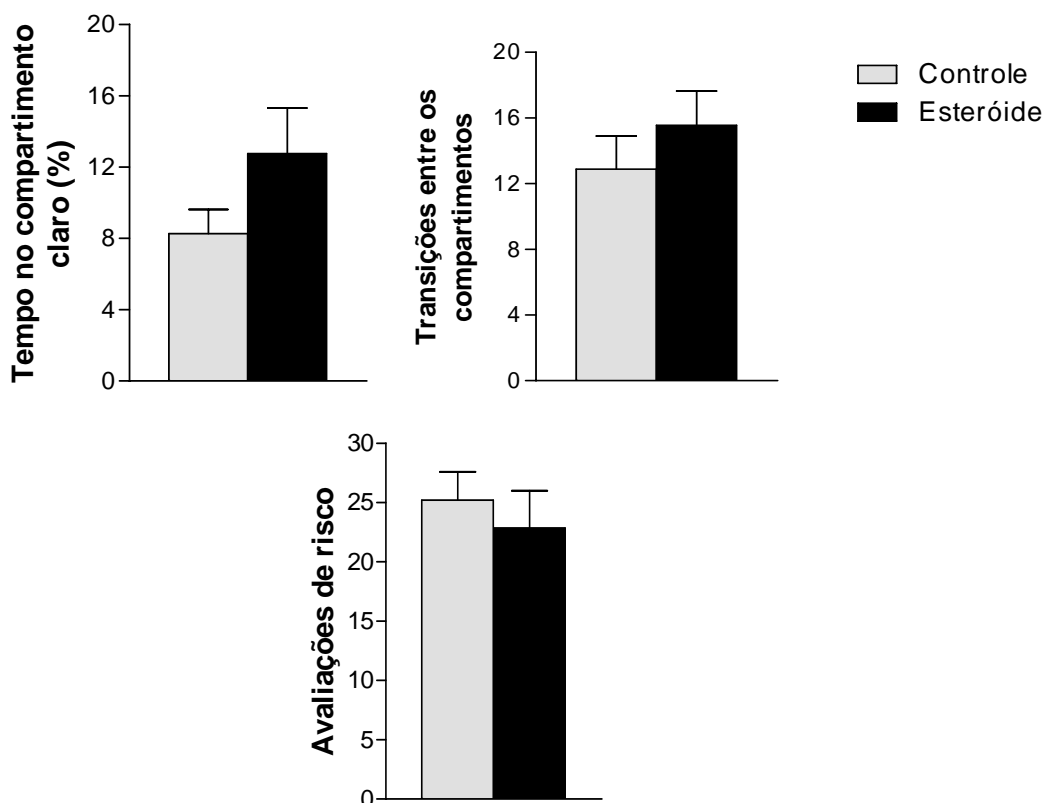 Tempo no compartimento
claro (%)
20
16
12
8
4
0
Transições entre os
compartimentos
20
16
12
8
4
0
Controle
Esteróide
Avaliações de risco
30
25
20
15
10
5
0